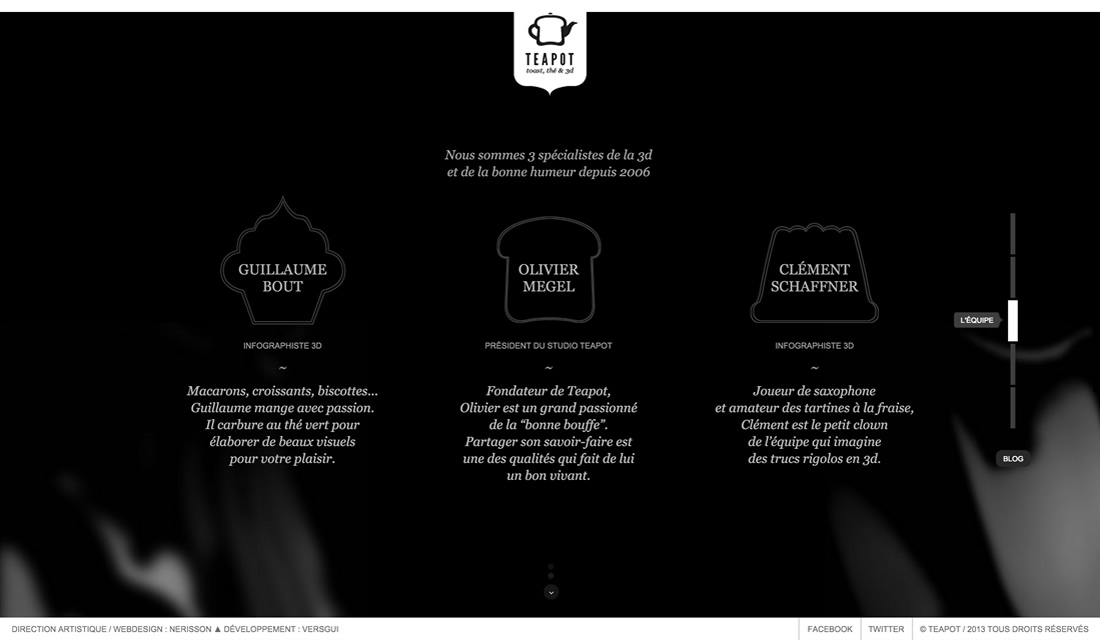 TEAPOT
toast, thé & 3d
Nous sommes 3 spécialistes de la 3d
et de la bonne humeur depuis 2006
GUILLAUME
BOUT
INFOGRAPHISTE 3D
~
Macarons, croissants, biscottes...
Guillaume mange avec passion.
Il carbure au thé vert pour
élaborer de beaux visuels
pour votre plaisir.
OLIVIER
MEGEL
PRÉSIDENT DU STUDIO TEAPOT
~
Fondateur de Teapot,
Olivier est un grand passionné
de la “bonne bouffe”.
Partager son savoir-faire est
une des qualités qui fait de lui
un bon vivant.
CLÉMENT
SCHAFFNER
INFOGRAPHISTE 3D
~
Joueur de saxophone
et amateur des tartines à la fraise,
Clément est le petit clown
de l'équipe qui imagine
des trucs rigolos en 3d.
L'ÉQUIPE
BLOG
DIRECTION ARTISTIQUE / WEBDESIGN : NERISSON ▲ DÉVELOPPEMENT : VERSGUI
FACEBOOK
TWITTER
© TEAPOT / 2013 TOUS DROITS RÉSERVÉS